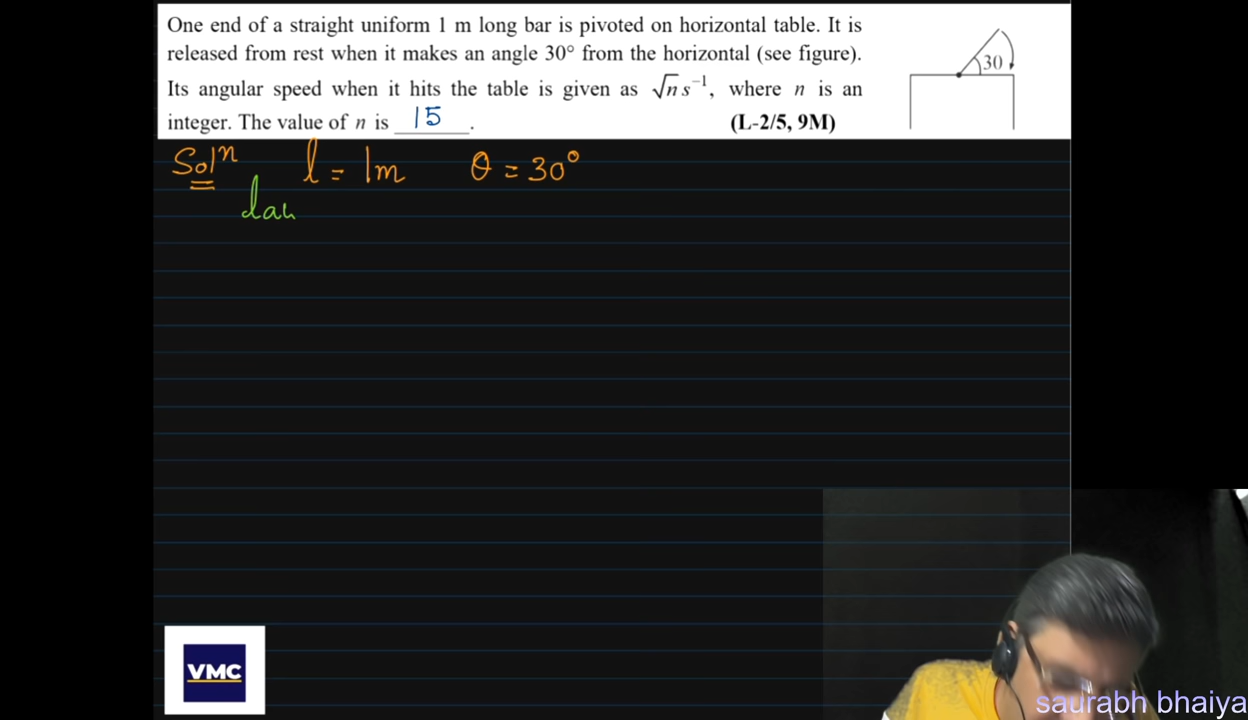 One end of a straight uniform 1 m long bar is pivoted on horizontal table. It is
released from rest when it makes an angle 30° from the horizontal (see figure).
Its angular speed when it hits the table is given as √n s⁻¹, where n is an
integer. The value of n is 15.
(L-2/5, 9M)
30
Solⁿ l = 1m θ = 30°
lau
VMC
saurabh bhaiya